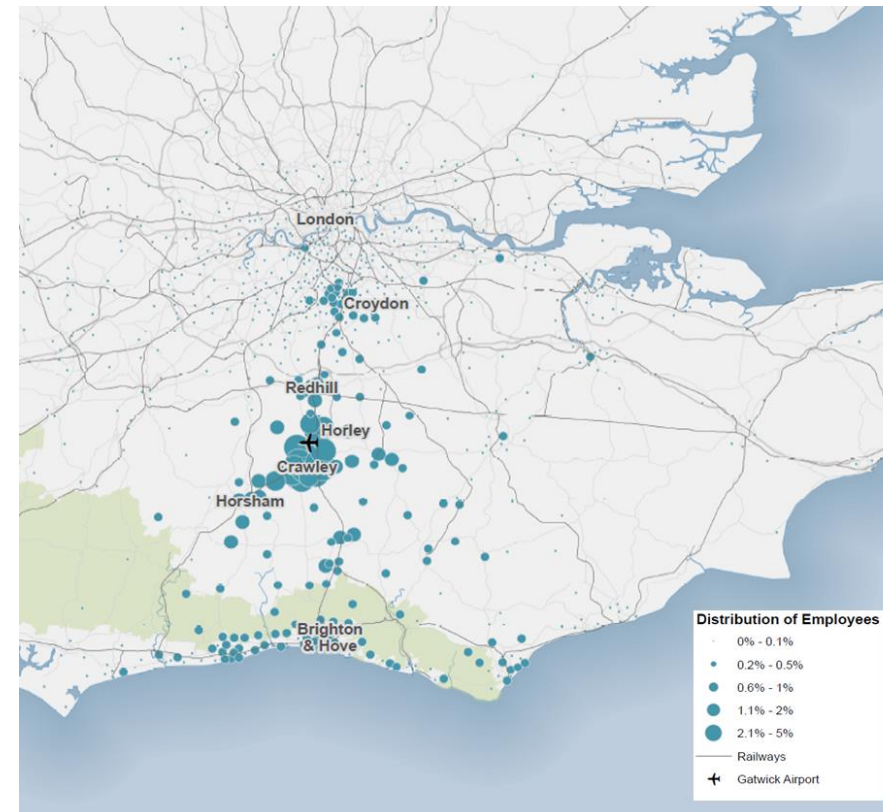 London
Croydon
Redhill
Horley
Crawley
Horsham
Brighton
& Hove
Distribution of Employees
0% - 0.1%
0.2% - 0.5%
0.6% - 1%
1.1% - 2%
2.1% - 5%
Railways
Gatwick Airport